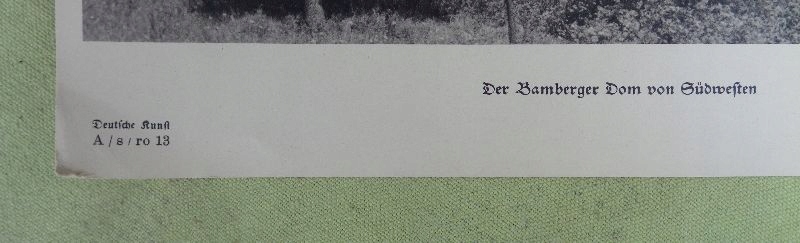 Der Bamberger Dom von Südwesten
Deutsche Kunst
A / s / ro 13